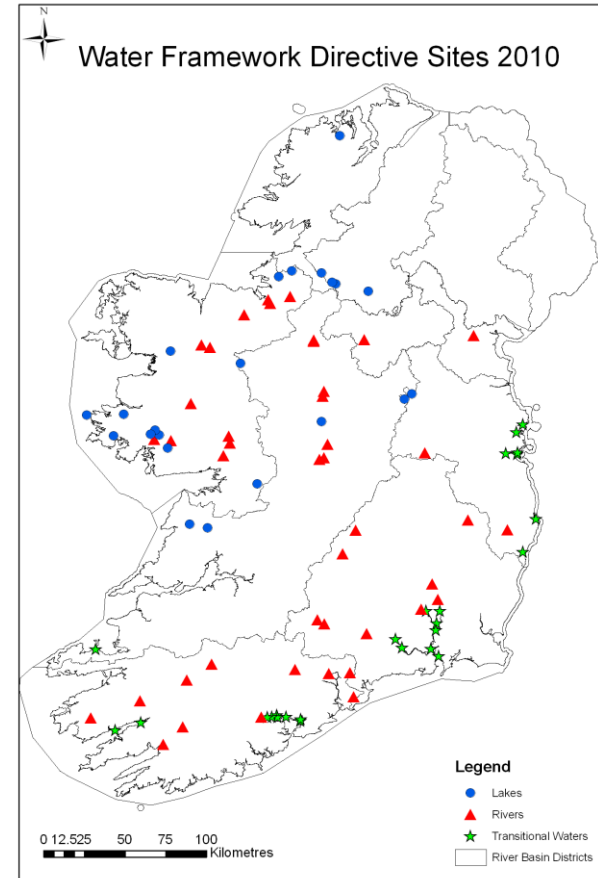 Water Framework Directive Sites 2010
Legend
Lakes
Rivers
Transitional Waters
River Basin Districts
0 12.525 50 75 100
Kilometres